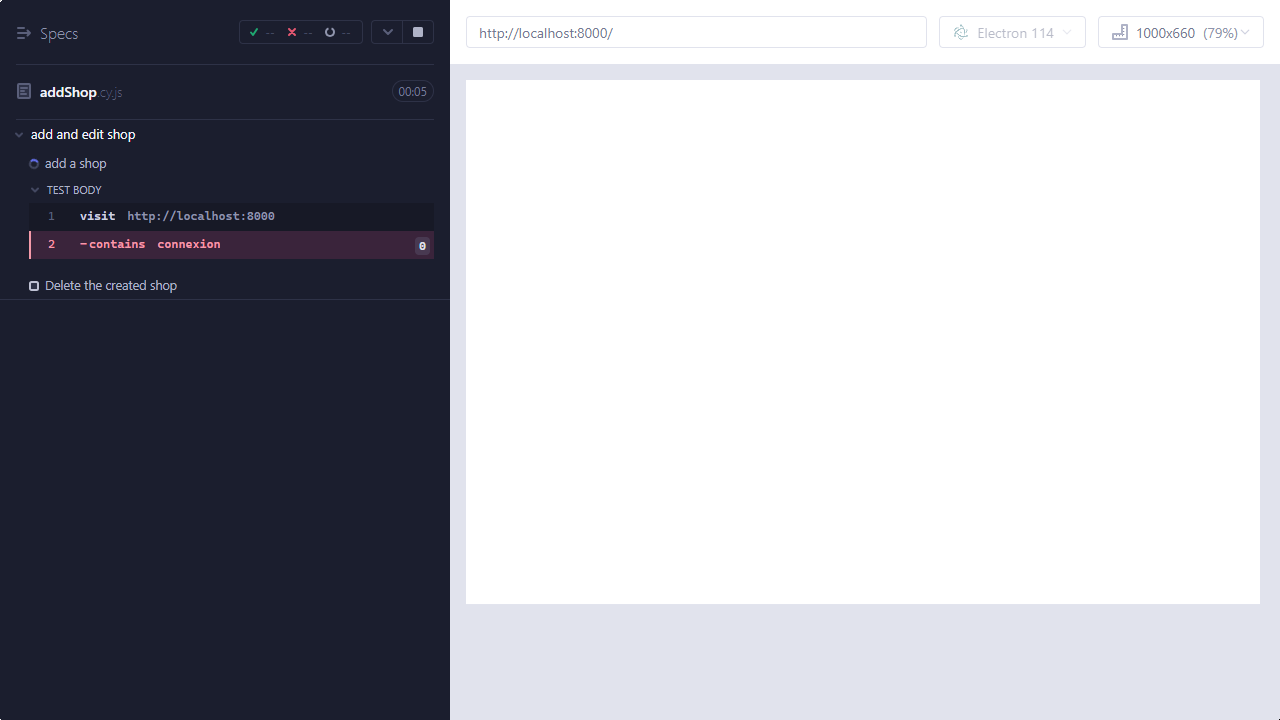 Specs
--
--
--
addShop.cy.js
00:05
add and edit shop
add a shop
TEST BODY
1 visit http://localhost:8000
2 -contains connexion 0
Delete the created shop
http://localhost:8000/
Electron 114
1000x660 (79%)